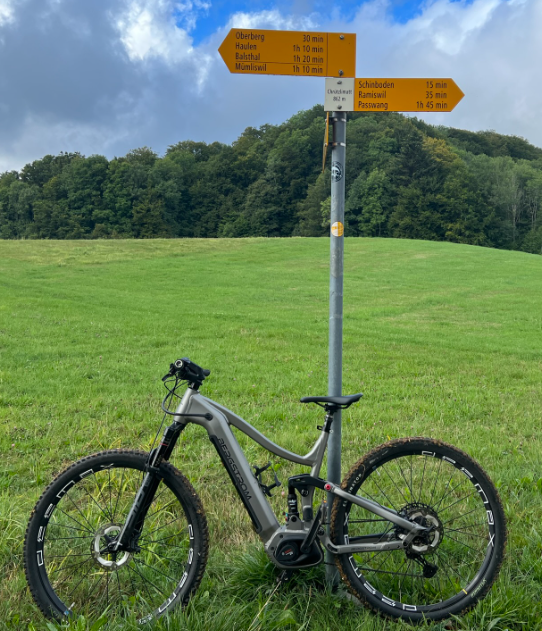 Oberberg 30 min
Haulen 1h 10 min
Balsthal 1h 20 min
Mümliswil 1h 10 min
Schinboden 15 min
Ramiswil 35 min
Passwang 1h 45 min